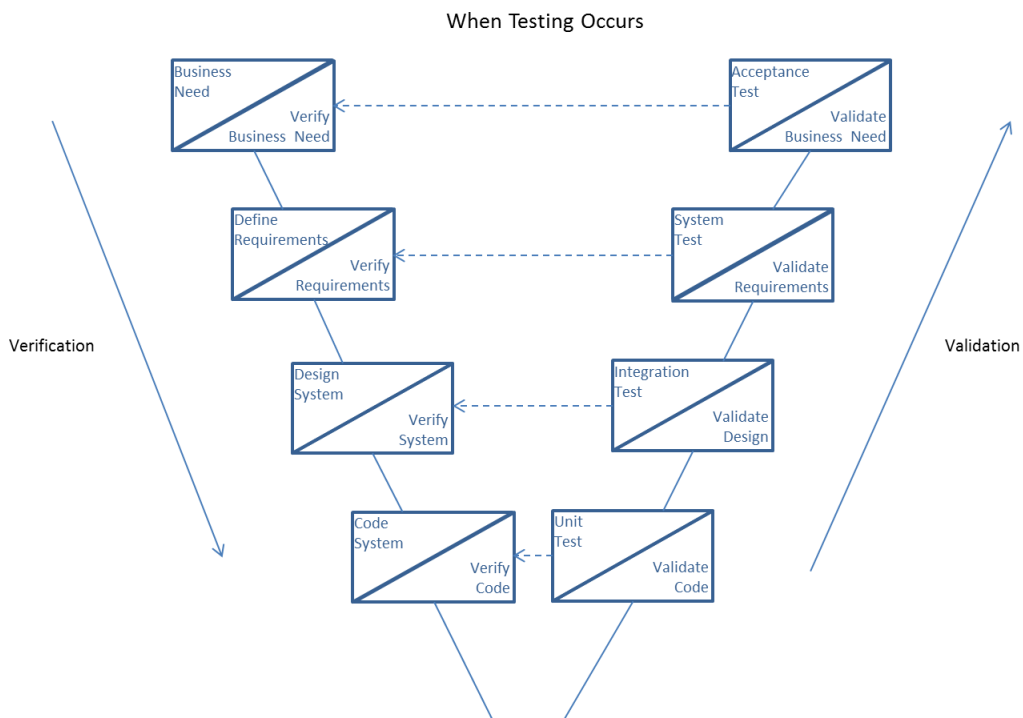 When Testing Occurs
Business
Need
Verify
Business Need
Acceptance
Test
Validate
Business Need
Define
Requirements
Verify
Requirements
System
Test
Validate
Requirements
Verification
Validation
Design
System
Verify
System
Integration
Test
Validate
Design
Code
System
Verify
Code
Unit
Test
Validate
Code